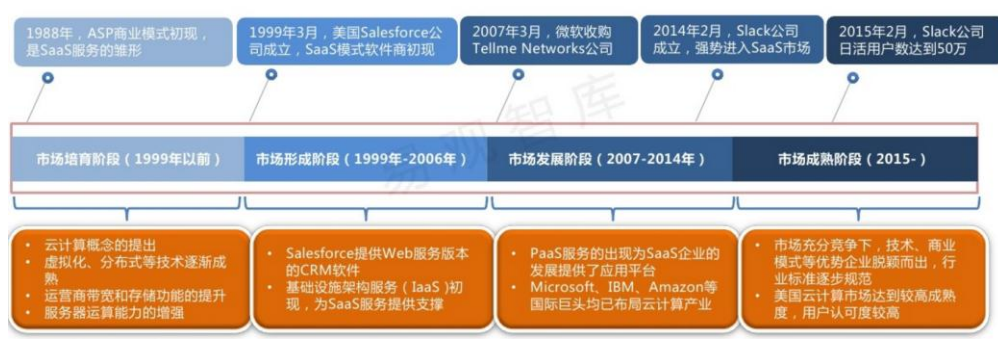 1988年，ASP商业模式初现，
是SaaS服务的雏形
1999年3月，美国Salesforce公
司成立，SaaS模式软件商初现
2007年3月，微软收购
Tellme Networks公司
2014年2月，Slack公司
成立，强势进入SaaS市场
2015年2月，Slack公司
日活用户数达到50万
易观智库
市场培育阶段（1999年以前）
市场形成阶段（1999年-2006年）
市场发展阶段（2007-2014年）
市场成熟阶段（2015-）
• 云计算概念的提出
• 虚拟化、分布式等技术逐渐成
熟
• 运营商带宽和存储功能的提升
• 服务器运算能力的增强
• Salesforce提供Web服务版本
的CRM软件
• 基础设施架构服务（IaaS）初
现，为SaaS服务提供支撑
• PaaS服务的出现为SaaS企业的
发展提供了应用平台
• Microsoft、IBM、Amazon等
国际巨头均已布局云计算产业
• 市场充分竞争下，技术、商业
模式等优势企业脱颖而出，行
业标准逐步规范
• 美国云计算市场达到较高成熟
度，用户认可度较高